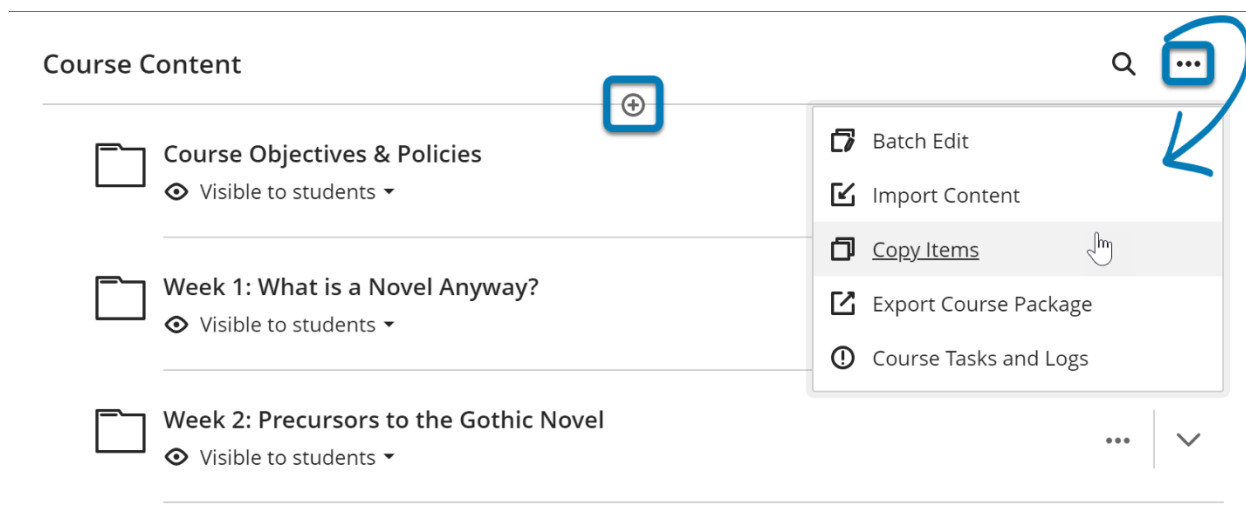 Course Content
Course Objectives & Policies
Visible to students
Week 1: What is a Novel Anyway?
Visible to students
Week 2: Precursors to the Gothic Novel
Visible to students
Batch Edit
Import Content
Copy Items
Export Course Package
Course Tasks and Logs